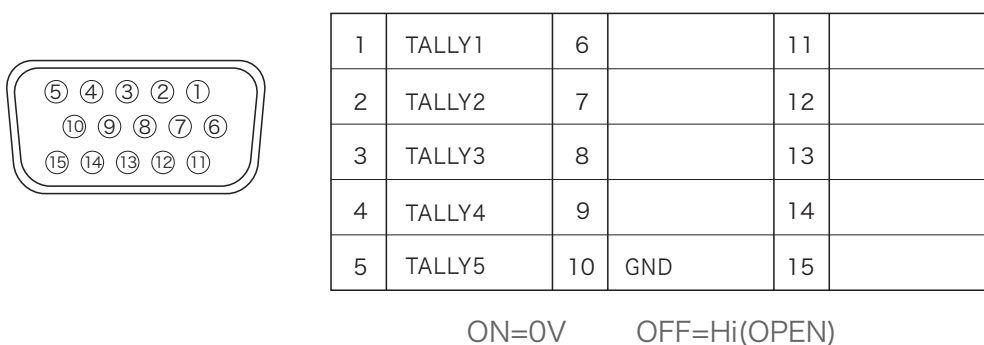 ⑤ ④ ③ ② ①
⑩ ⑨ ⑧ ⑦ ⑥
⑮ ⑭ ⑬ ⑫ ⑪
1 TALLY1 6 11
2 TALLY2 7 12
3 TALLY3 8 13
4 TALLY4 9 14
5 TALLY5 10 GND 15
ON=0V OFF=Hi(OPEN)